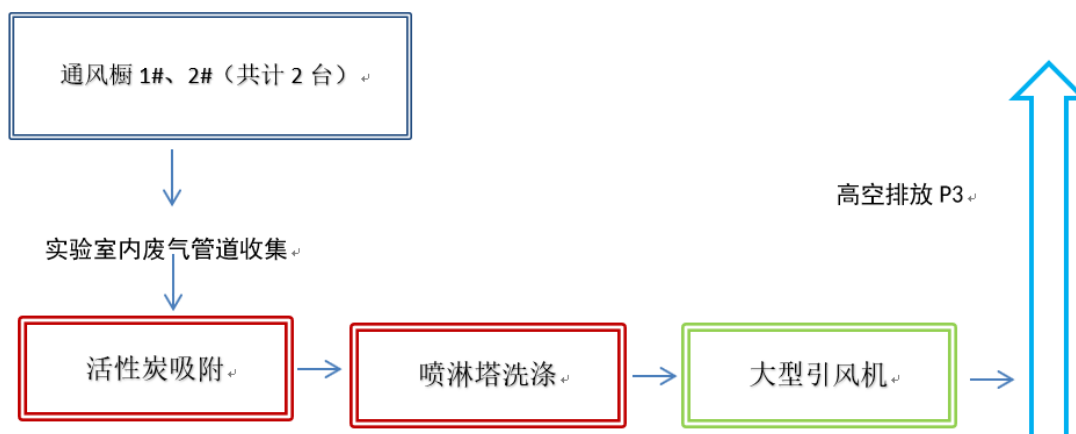 通风橱 1#、2#（共计 2 台）
高空排放 P3
实验室内废气管道收集
活性炭吸附
喷淋塔洗涤
大型引风机